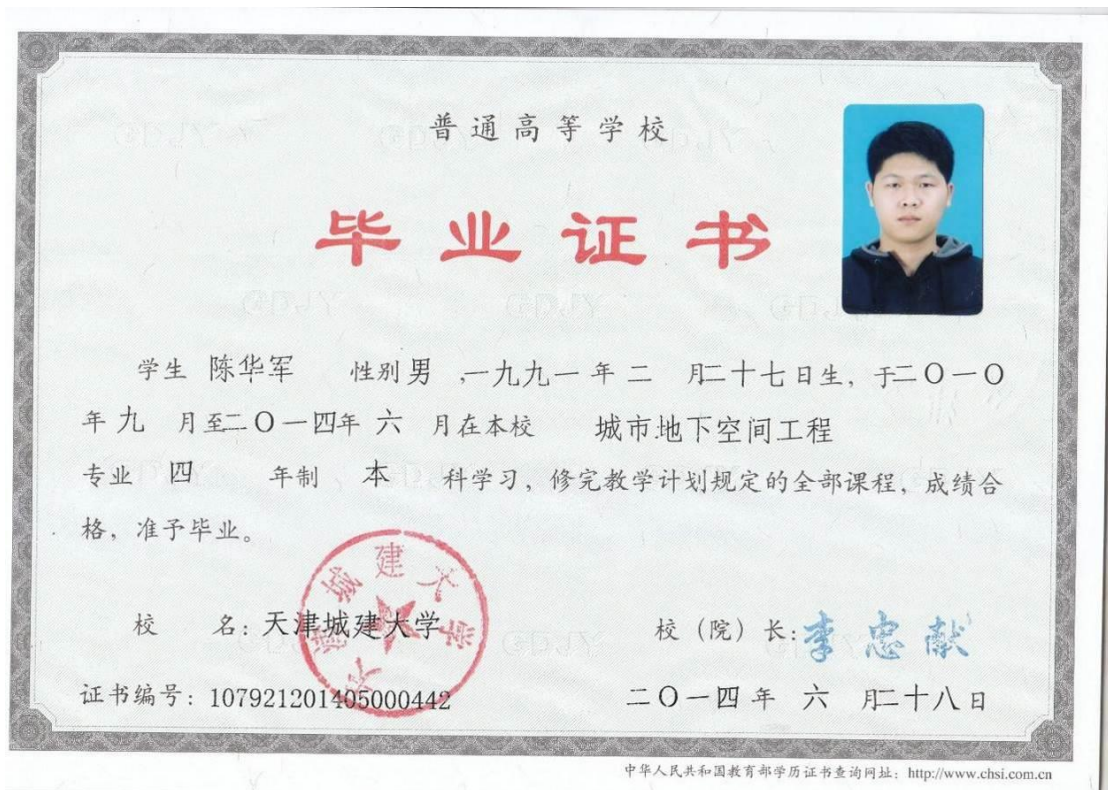 普通高等学校
毕业证书
学生 陈华军 性别 男 ,一九九一 年 二 月二十七日生，于二〇一〇
年 九 月至二〇一四年 六 月在本校 城市地下空间工程
专业 四 年制 本 科学习，修完教学计划规定的全部课程，成绩合
格，准予毕业。
天津城建大学
校 名：天津城建大学
校（院）长：李忠献
证书编号：107921201405000442
二〇一四年 六 月二十八日
中华人民共和国教育部学历证书查询网址：http://www.chsi.com.cn